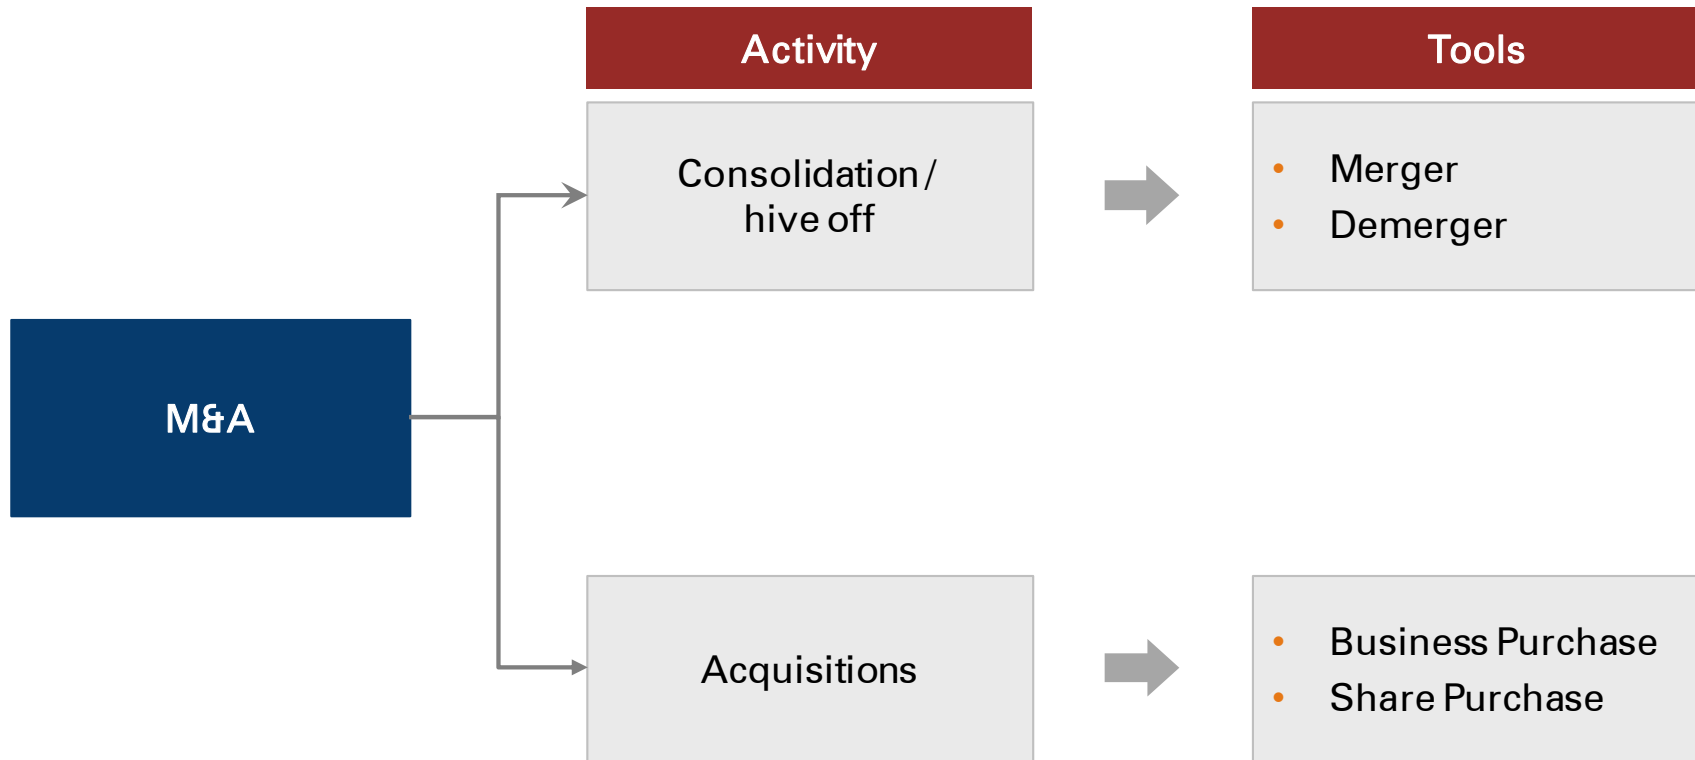 Activity
Tools
Consolidation /
hive off
• Merger
• Demerger
M&A
Acquisitions
• Business Purchase
• Share Purchase